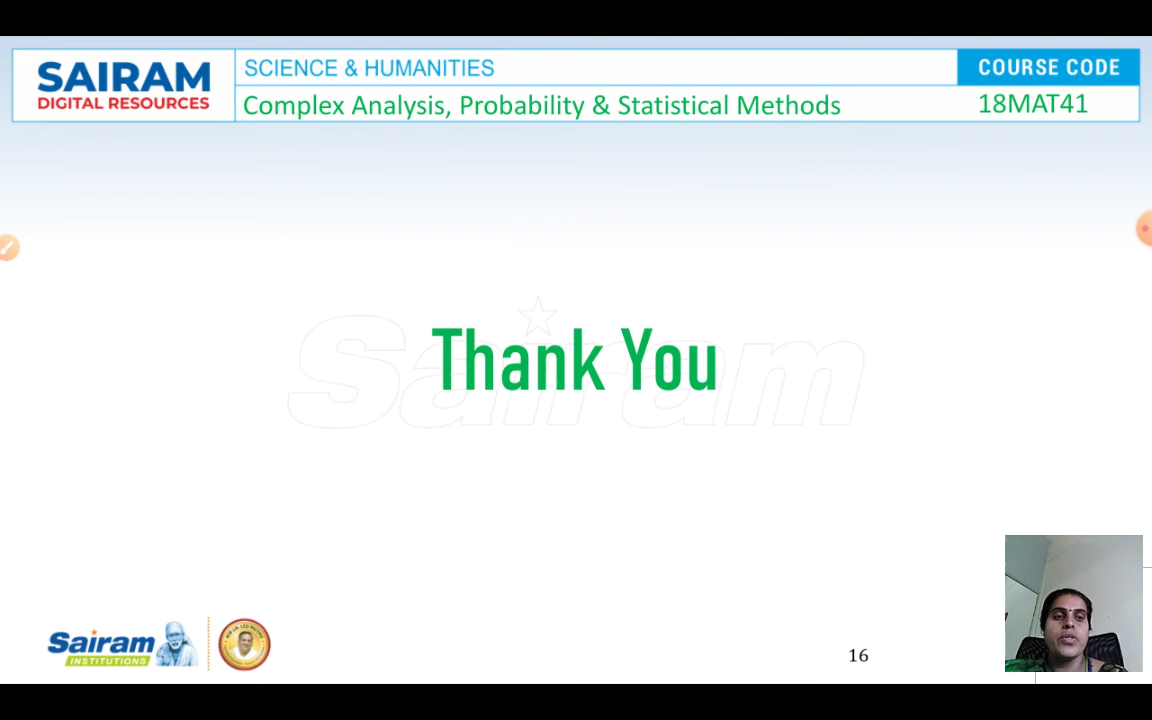 SAIRAM
DIGITAL RESOURCES
SCIENCE & HUMANITIES
COURSE CODE
Complex Analysis, Probability & Statistical Methods
18MAT41
Sairam
Thank You
Sairam
INSTITUTIONS
16